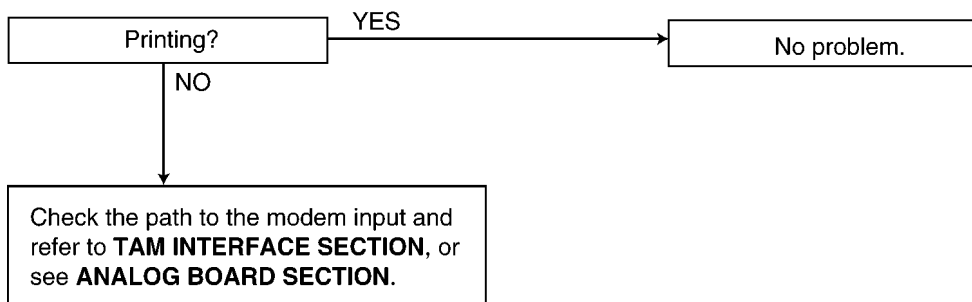 Printing?
YES
No problem.
NO
Check the path to the modem input and
refer to TAM INTERFACE SECTION, or
see ANALOG BOARD SECTION.